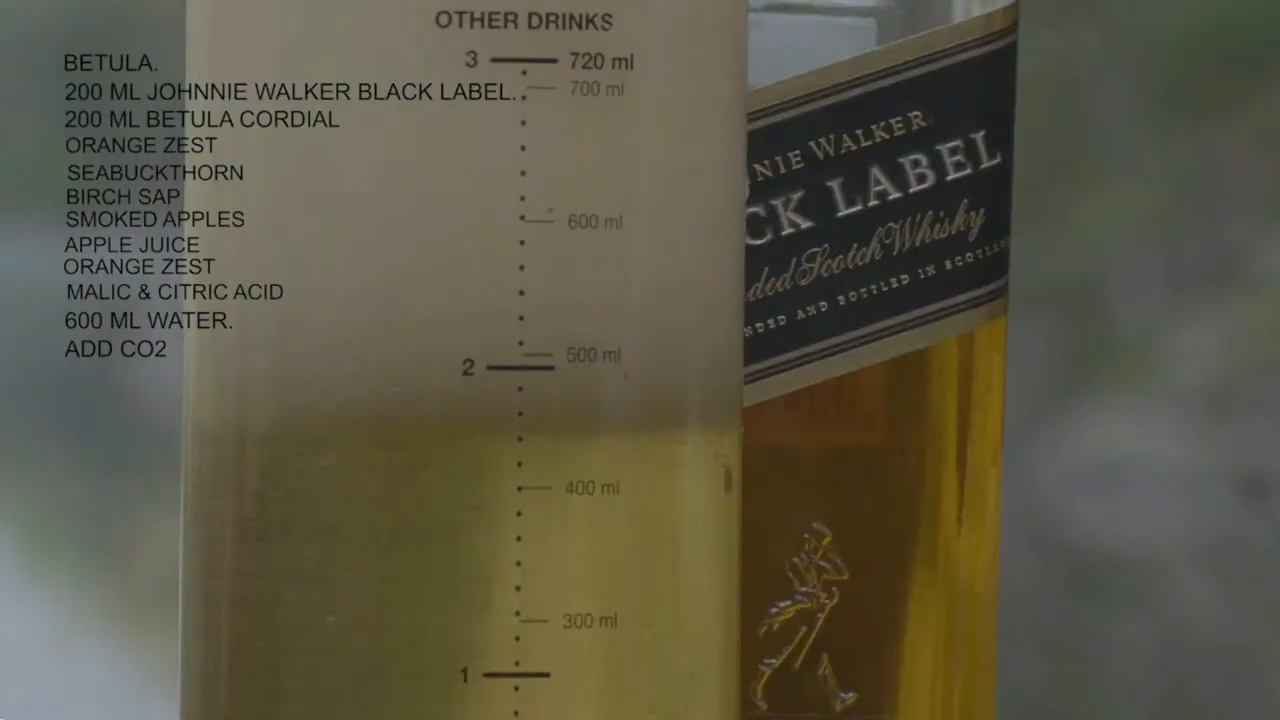 BETULA.
200 ML JOHNNIE WALKER BLACK LABEL.
200 ML BETULA CORDIAL
ORANGE ZEST
SEABUCKTHORN
BIRCH SAP
SMOKED APPLES
APPLE JUICE
ORANGE ZEST
MALIC & CITRIC ACID
600 ML WATER.
ADD CO2
OTHER DRINKS
3 720 ml
700 ml
600 ml
500 ml
2
400 ml
300 ml
1
NIE WALKER
CK LABEL
ded Scotch Whisky
NDED AND BOTTLED IN SCOTLA